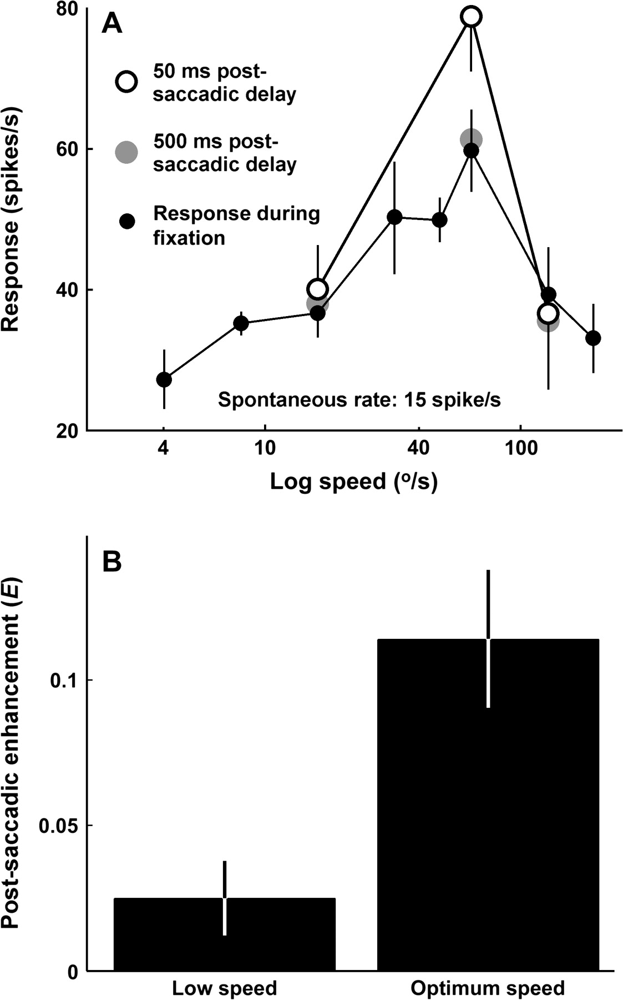 80
A
50 ms post-
saccadic delay
500 ms post-
saccadic delay
Response during
fixation
60
40
20
Response (spikes/s)
Spontaneous rate: 15 spike/s
4 10 40 100
Log speed (º/s)
B
Post-saccadic enhancement (E)
0.1
0.05
0
Low speed Optimum speed